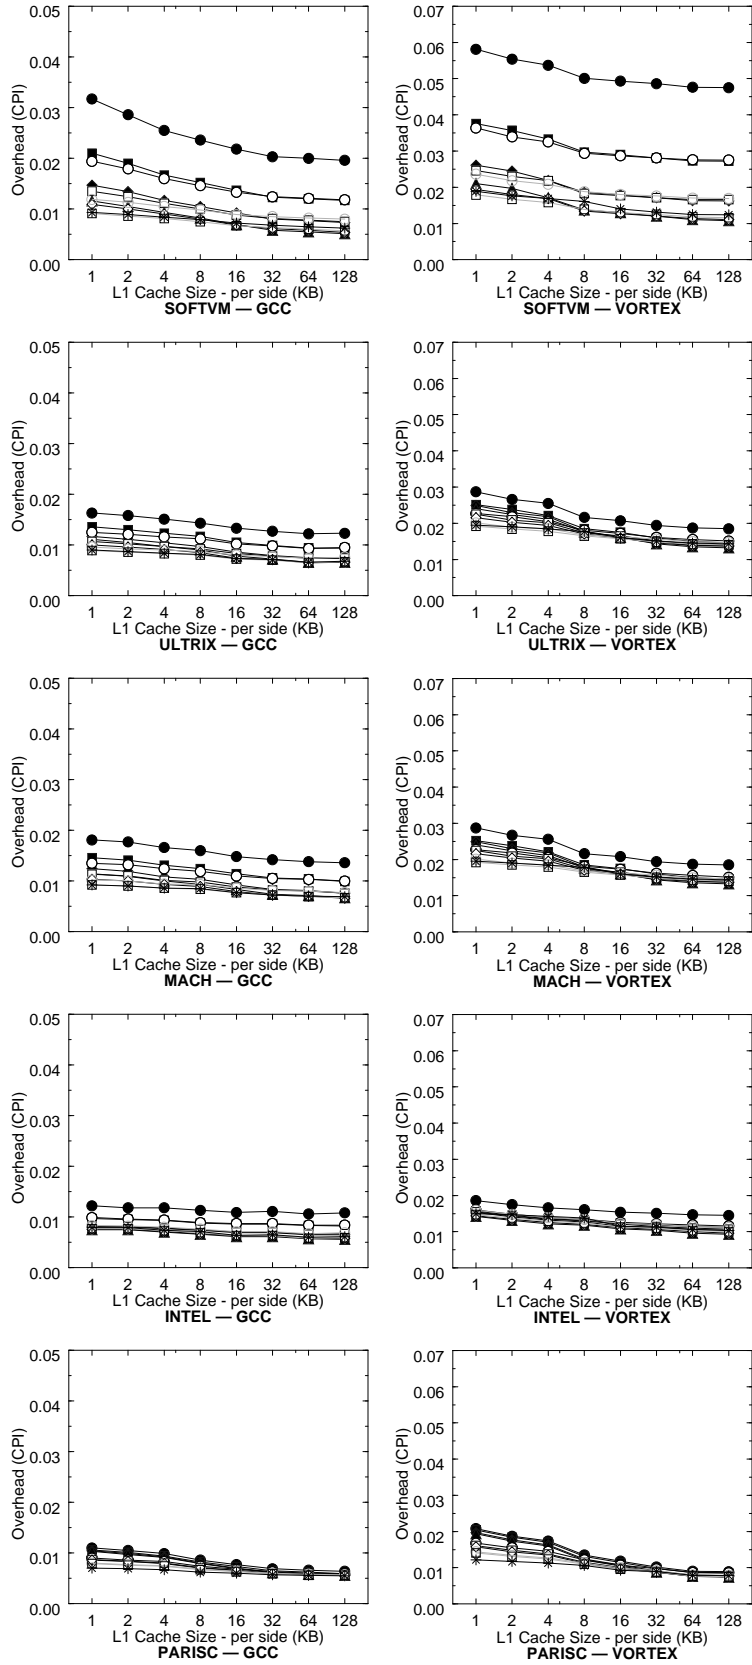 0.05
0.04
0.03
0.02
0.01
0.00
Overhead (CPI)
1 2 4 8 16 32 64 128
L1 Cache Size - per side (KB)
SOFTVM — GCC
0.06
0.05
0.04
0.03
0.02
0.01
0.00
Overhead (CPI)
1 2 4 8 16 32 64 128
L1 Cache Size - per side (KB)
SOFTVM — VORTEX
0.05
0.04
0.03
0.02
0.01
0.00
Overhead (CPI)
1 2 4 8 16 32 64 128
L1 Cache Size - per side (KB)
ULTRIX — GCC
0.07
0.06
0.05
0.04
0.03
0.02
0.01
0.00
Overhead (CPI)
1 2 4 8 16 32 64 128
L1 Cache Size - per side (KB)
ULTRIX — VORTEX
0.05
0.04
0.03
0.02
0.01
0.00
Overhead (CPI)
1 2 4 8 16 32 64 128
L1 Cache Size - per side (KB)
MACH — GCC
0.07
0.06
0.05
0.04
0.03
0.02
0.01
0.00
Overhead (CPI)
1 2 4 8 16 32 64 128
L1 Cache Size - per side (KB)
MACH — VORTEX
0.05
0.04
0.03
0.02
0.01
0.00
Overhead (CPI)
1 2 4 8 16 32 64 128
L1 Cache Size - per side (KB)
INTEL — GCC
0.07
0.06
0.05
0.04
0.03
0.02
0.01
0.00
Overhead (CPI)
1 2 4 8 16 32 64 128
L1 Cache Size - per side (KB)
INTEL — VORTEX
0.05
0.04
0.03
0.02
0.01
0.00
Overhead (CPI)
1 2 4 8 16 32 64 128
L1 Cache Size - per side (KB)
PARISC — GCC
0.07
0.06
0.05
0.04
0.03
0.02
0.01
0.00
Overhead (CPI)
1 2 4 8 16 32 64 128
L1 Cache Size - per side (KB)
PARISC — VORTEX